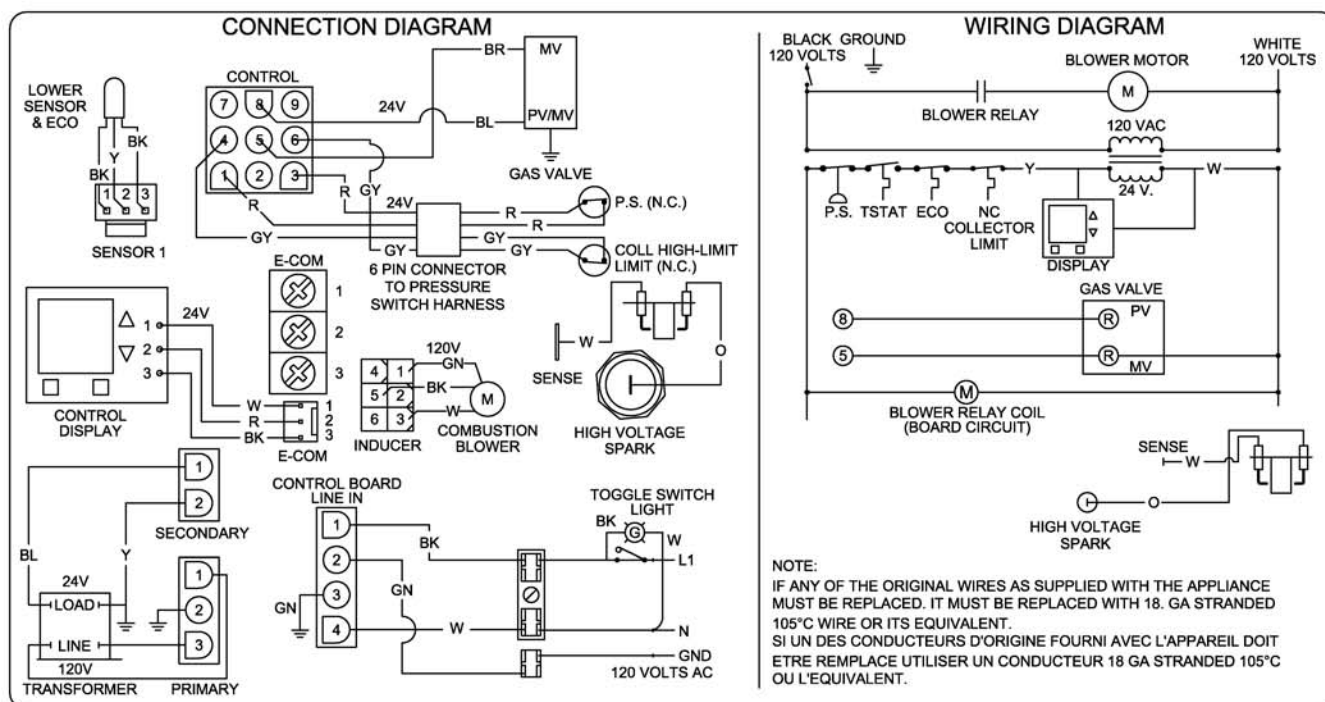 CONNECTION DIAGRAM
LOWER
SENSOR
& ECO
BK
Y
BK
1 2 3
SENSOR 1
CONTROL
7 8 9
4 5 6
1 2 3
24V
BR
BL
MV
PV/MV
GAS VALVE
R
GY
R
GY
24V
GY
R
R
GY
GY
P.S. (N.C.)
COLL HIGH-LIMIT
LIMIT (N.C.)
6 PIN CONNECTOR
TO PRESSURE
SWITCH HARNESS
E-COM
1
2
3
24V
1
2
3
CONTROL
DISPLAY
W
R
BK
1
2
3
E-COM
120V
4 1
5 2
6 3
GN
BK
W
M
INDUCER
COMBUSTION
BLOWER
W
SENSE
O
HIGH VOLTAGE
SPARK
1
2
SECONDARY
BL
Y
24V
LOAD
LINE
120V
TRANSFORMER
1
2
3
PRIMARY
CONTROL BOARD
LINE IN
1
2
3
4
GN
BK
GN
W
TOGGLE SWITCH
LIGHT
BK
G
W
L1
N
GND
120 VOLTS AC
WIRING DIAGRAM
BLACK GROUND
120 VOLTS
WHITE
120 VOLTS
BLOWER MOTOR
M
BLOWER RELAY
120 VAC
24 V.
Y
W
P.S. TSTAT ECO NC
COLLECTOR
LIMIT
DISPLAY
GAS VALVE
8 R PV
5 R
MV
M
BLOWER RELAY COIL
(BOARD CIRCUIT)
SENSE
W
O
HIGH VOLTAGE
SPARK
NOTE:
IF ANY OF THE ORIGINAL WIRES AS SUPPLIED WITH THE APPLIANCE
MUST BE REPLACED. IT MUST BE REPLACED WITH 18. GA STRANDED
105°C WIRE OR ITS EQUIVALENT.
SI UN DES CONDUCTEURS D'ORIGINE FOURNI AVEC L'APPAREIL DOIT
ETRE REMPLACE UTILISER UN CONDUCTEUR 18 GA STRANDED 105°C
OU L'EQUIVALENT.